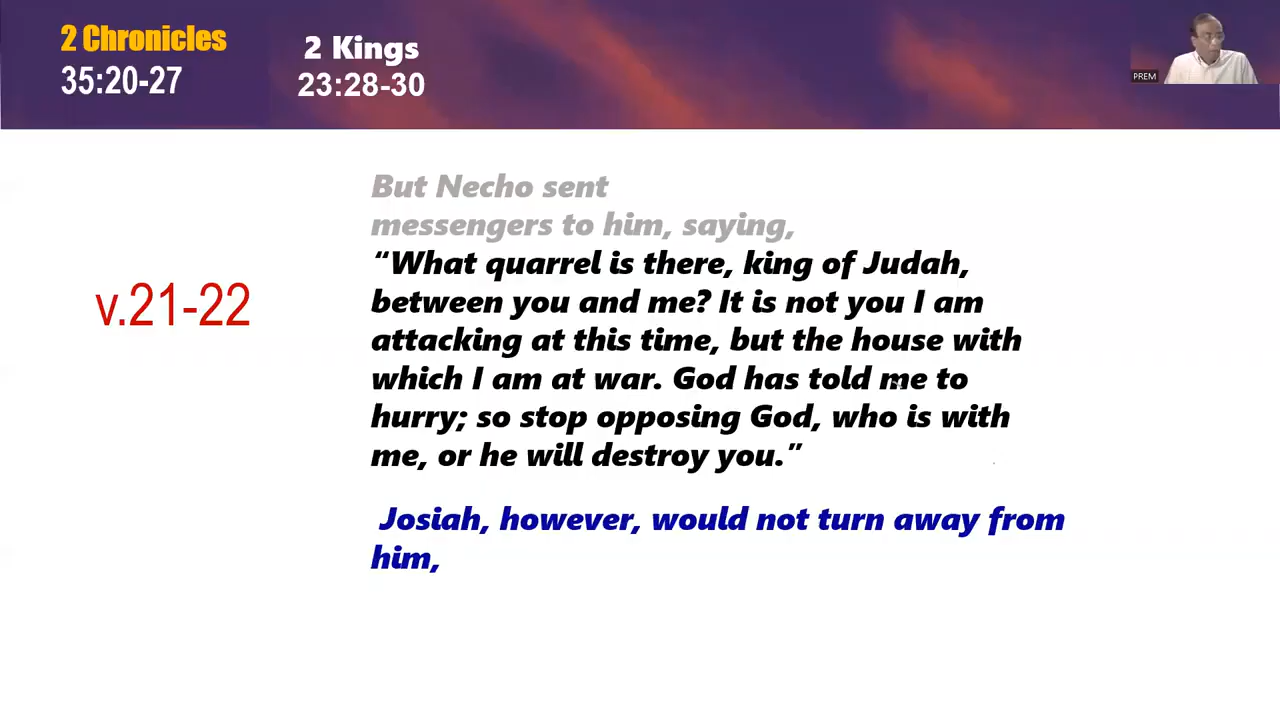 2 Chronicles
35:20-27
2 Kings
23:28-30
PREM
v.21-22
But Necho sent
messengers to him, saying,
“What quarrel is there, king of Judah,
between you and me? It is not you I am
attacking at this time, but the house with
which I am at war. God has told me to
hurry; so stop opposing God, who is with
me, or he will destroy you.”
Josiah, however, would not turn away from
him,